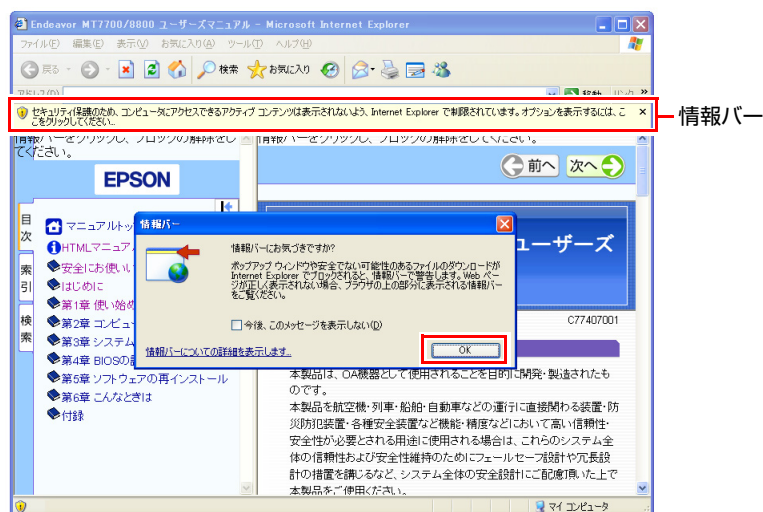 Endeavor MT7700/8800 ユーザーズマニュアル - Microsoft Internet Explorer
ファイル(F) 編集(E) 表示(V) お気に入り(A) ツール(T) ヘルプ(H)
戻る 検索 お気に入り
移動 リンク »
セキュリティ保護のため、コンピュータにアクセスできるアクティブ コンテンツは表示されないよう、Internet Explorer で制限されています。オプションを表示するには、こ
こをクリックしてください... ×
情報バー
情報バーをクリックし、ブロックの解除をし
てください。
情報バーをクリックし、ブロックの解除をしてください。
前へ 次へ
EPSON
目次
索引
検索
マニュアルトッ
HTMLマニュア
安全にお使いい
はじめに
第1章 使い始め
第2章 コンピュー
第3章 システム
第4章 BIOSの
第5章 ソフトウェアの再インストール
第6章 こんなときは
付録
ユーザーズ
C77407001
情報バー
情報バーにお気づきですか?
ポップアップ ウィンドウや安全でない可能性のあるファイルのダウンロードが
Internet Explorer でブロックされると、情報バーで警告します。Web ペー
ジが正しく表示されない場合、ブラウザの上の部分に表示される情報バー
をご覧ください。
今後、このメッセージを表示しない(D)
情報バーについての詳細を表示します...
OK
本製品は、OA機器として使用されることを目的に開発・製造されたも
のです。
本製品を航空機・列車・船舶・自動車などの運行に直接関わる装置・防
災防犯装置・各種安全装置など機能・精度などにおいて高い信頼性・
安全性が必要とされる用途に使用される場合は、これらのシステム全
体の信頼性および安全性維持のためにフェールセーフ設計や冗長設
計の措置を講じるなど、システム全体の安全設計にご配慮頂いた上で
本製品をご使用ください。
マイ コンピュータ